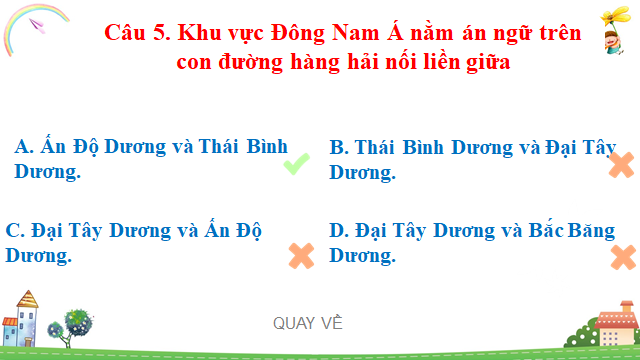 Câu 5. Khu vực Đông Nam Á nằm án ngữ trên
con đường hàng hải nối liền giữa
A. Ấn Độ Dương và Thái Bình
Dương.
B. Thái Bình Dương và Đại Tây
Dương.
C. Đại Tây Dương và Ấn Độ
Dương.
D. Đại Tây Dương và Bắc Băng
Dương.
QUAY VỀ